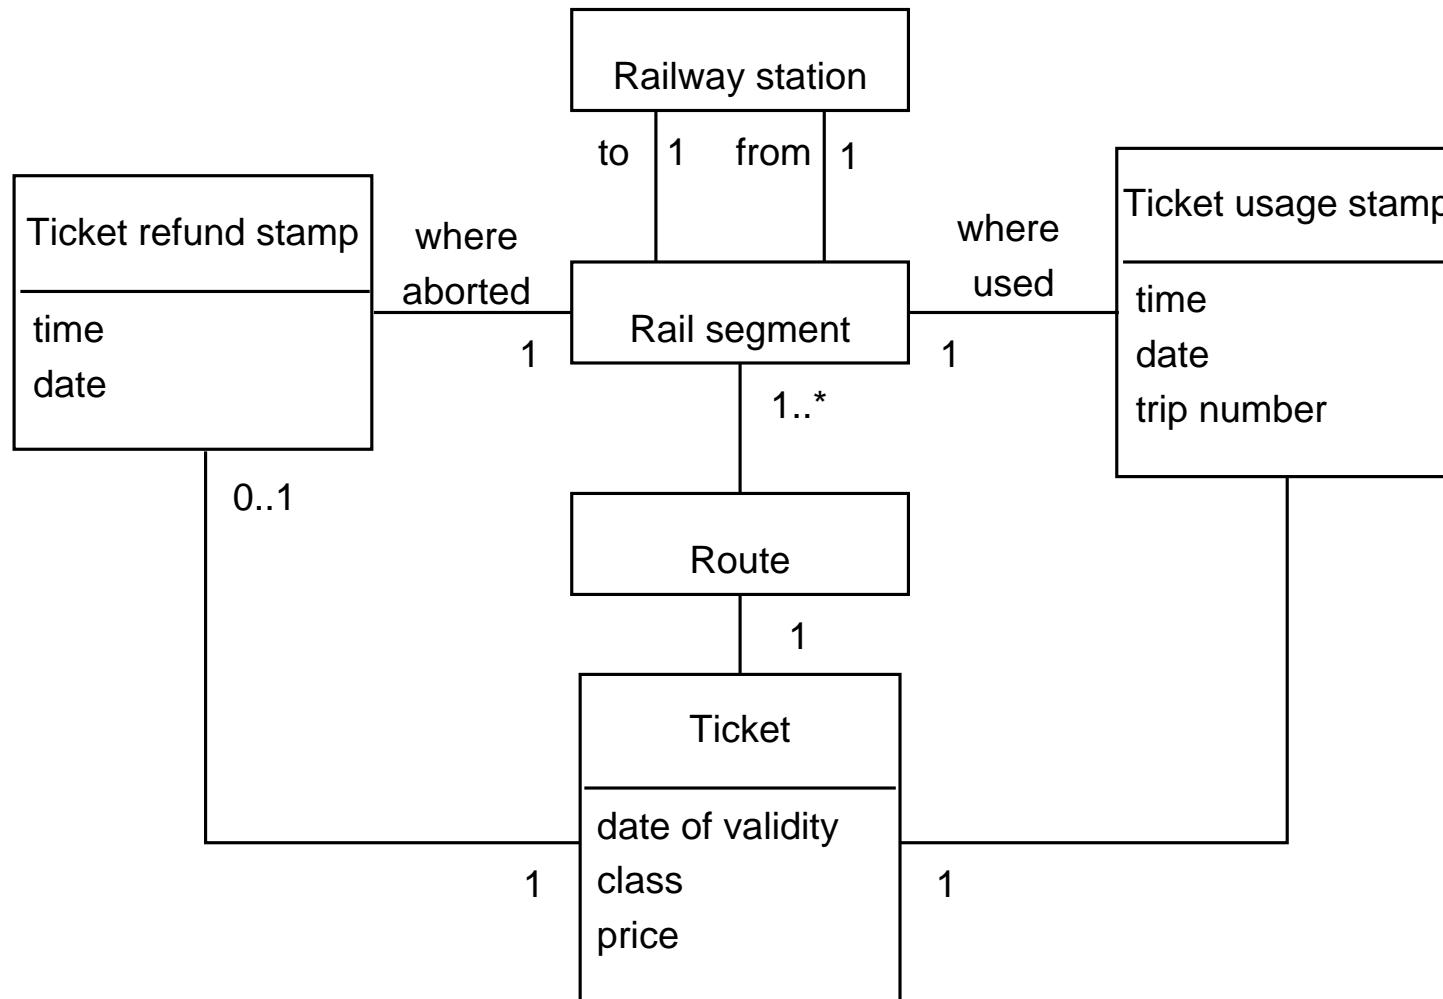 Railway station
to 1 from 1
Ticket refund stamp
time
date
where
aborted
1
Rail segment
where
used
1
Ticket usage stamp
time
date
trip number
1..*
0..1
Route
1
Ticket
date of validity
class
price
1
1